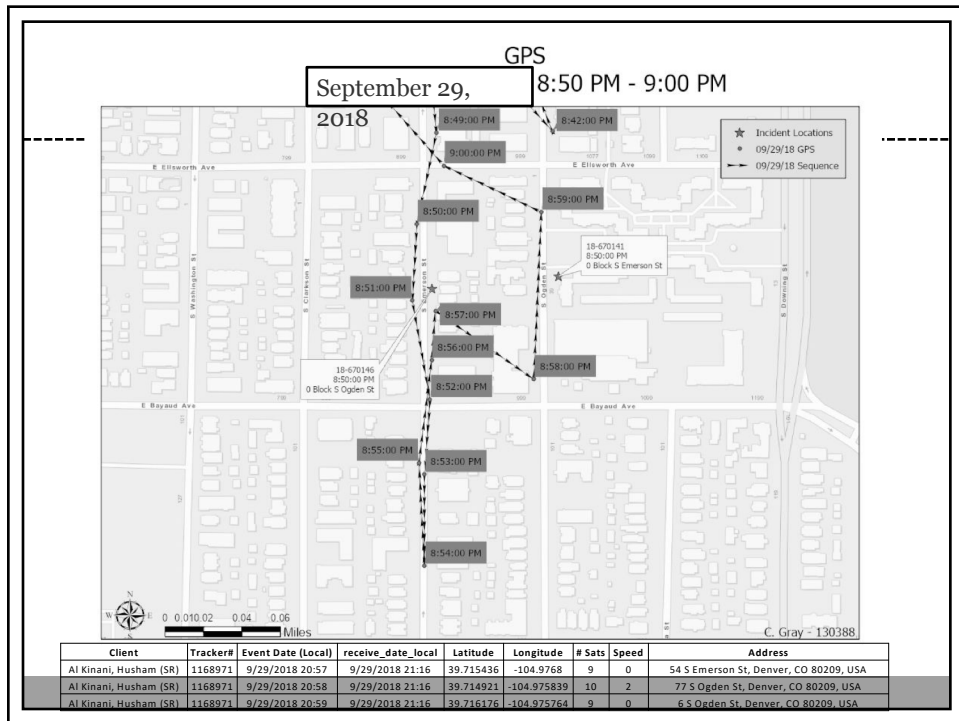 GPS
September 29,
2018
8:50 PM - 9:00 PM
8:49:00 PM
8:42:00 PM
9:00:00 PM
Incident Locations
09/29/18 GPS
09/29/18 Sequence
E Ellsworth Ave
E Ellsworth Ave
8:59:00 PM
8:50:00 PM
18-670141
8:50:00 PM
0 Block S Emerson St
S Washington St
S Clarkson St
S Emerson St
S Ogden St
S Downing St
8:51:00 PM
8:57:00 PM
8:56:00 PM
18-670146
8:50:00 PM
0 Block S Ogden St
8:58:00 PM
8:52:00 PM
E Bayaud Ave
E Bayaud Ave
8:55:00 PM
8:53:00 PM
8:54:00 PM
N
W
E
S
0 0.010.02 0.04 0.06
Miles
C. Gray - 130388
Client Tracker# Event Date (Local) receive_date_local Latitude Longitude # Sats Speed Address
Al Kinani, Husham (SR) 1168971 9/29/2018 20:57 9/29/2018 21:16 39.715436 -104.9768 9 0 54 S Emerson St, Denver, CO 80209, USA
Al Kinani, Husham (SR) 1168971 9/29/2018 20:58 9/29/2018 21:16 39.714921 -104.975839 10 2 77 S Ogden St, Denver, CO 80209, USA
Al Kinani, Husham (SR) 1168971 9/29/2018 20:59 9/29/2018 21:16 39.716176 -104.975764 9 0 6 S Ogden St, Denver, CO 80209, USA